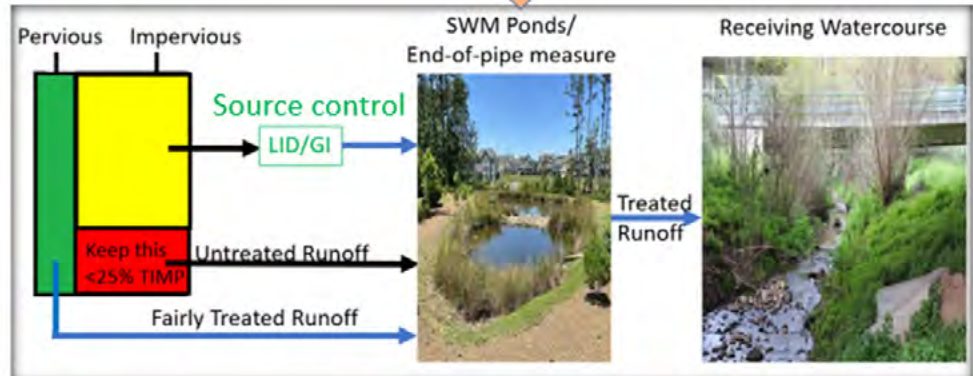 Pervious
Impervious
SWM Ponds/
End-of-pipe measure
Receiving Watercourse
Source control
LID/GI
Keep this
<25% TIMP
Untreated Runoff
Fairly Treated Runoff
Treated
Runoff